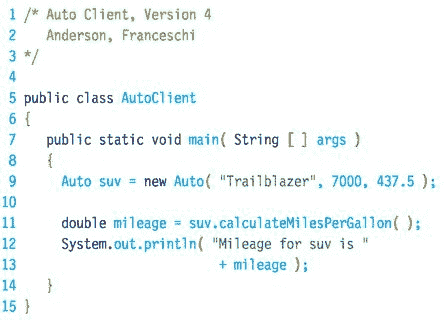 1 /* Auto Client, Version 4
2    Anderson, Franceschi
3 */
4
5 public class AutoClient
6 {
7    public static void main( String [ ] args )
8    {
9      Auto suv = new Auto( "Trailblazer", 7000, 437.5 );
10
11     double mileage = suv.calculateMilesPerGallon( );
12     System.out.println( "Mileage for suv is "
13                         + mileage );
14   }
15 }